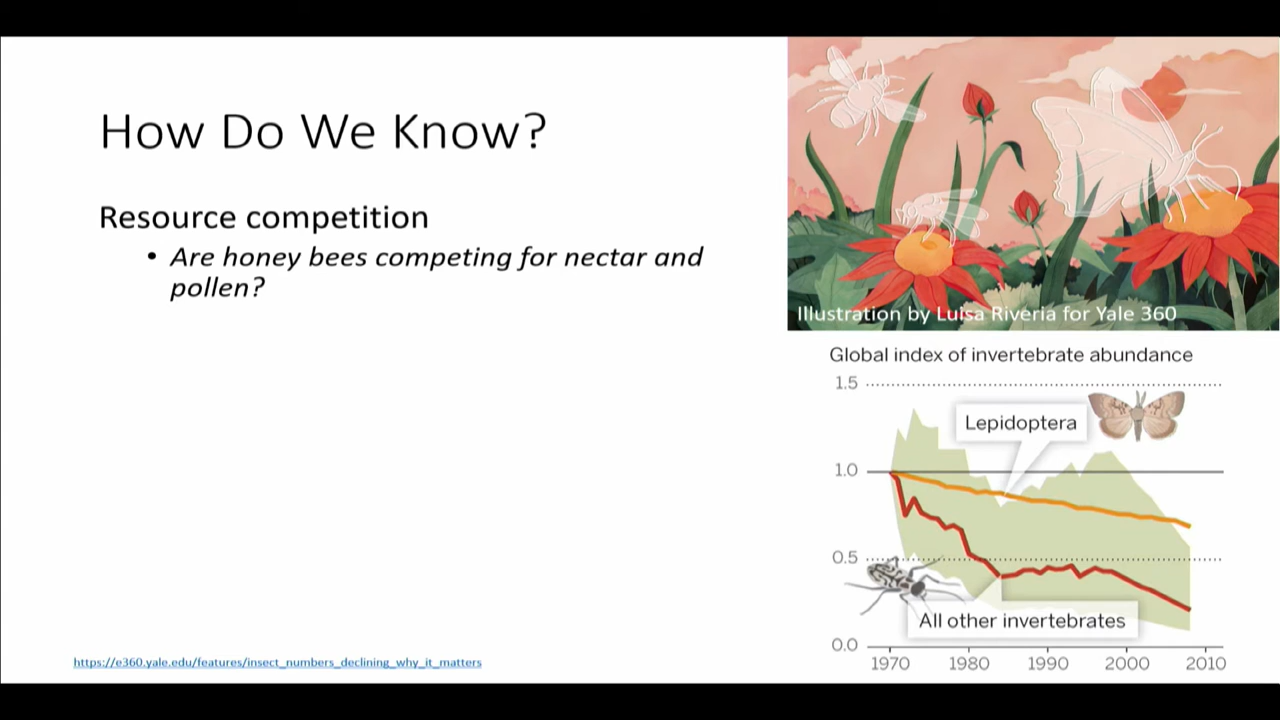 How Do We Know?
Resource competition
• Are honey bees competing for nectar and
pollen?
Illustration by Luisa Riveria for Yale 360
Global index of invertebrate abundance
1.5
Lepidoptera
1.0
0.5
All other invertebrates
0.0
1970 1980 1990 2000 2010
https://e360.yale.edu/features/insect_numbers_declining_why_it_matters